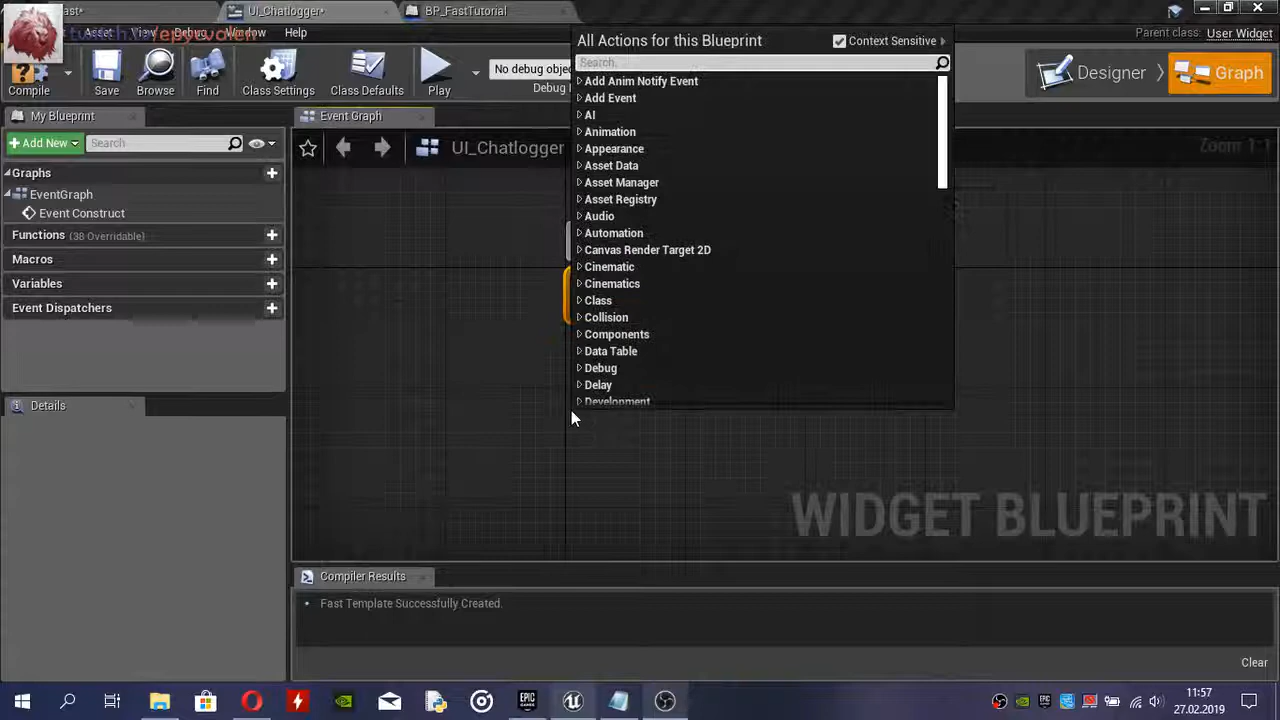 UI_Chatlogger*
BP_FastTutorial
Asset View Debug Window Help
Parent class: User Widget
Compile
Save
Browse
Find
Class Settings
Class Defaults
Play
No debug obje
Debug
Designer
Graph
All Actions for this Blueprint
Context Sensitive
Search
Add Anim Notify Event
Add Event
AI
Animation
Appearance
Asset Data
Asset Manager
Asset Registry
Audio
Automation
Canvas Render Target 2D
Cinematic
Cinematics
Class
Collision
Components
Data Table
Debug
Delay
Development
My Blueprint
+Add New
Search
Graphs
EventGraph
Event Construct
Functions (38 Overridable)
Macros
Variables
Event Dispatchers
Details
Event Graph
UI_Chatlogger
Zoom 1:1
WIDGET BLUEPRINT
Compiler Results
• Fast Template Successfully Created.
Clear
EPIC GAMES
11:57
27.02.2019